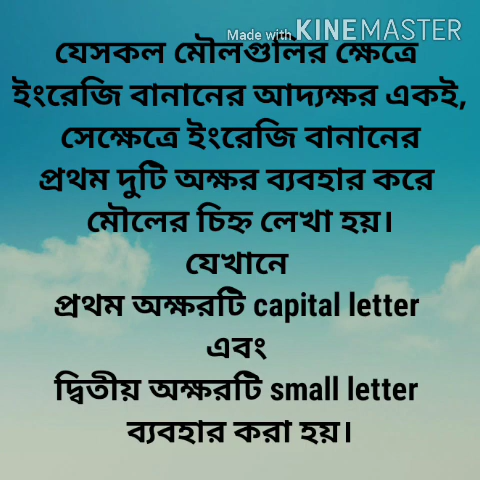 Made with KINEMASTER
যেসকল মৌলগুলির ক্ষেত্রে
ইংরেজি বানানের আদ্যক্ষর একই,
সেক্ষেত্রে ইংরেজি বানানের
প্রথম দুটি অক্ষর ব্যবহার করে
মৌলের চিহ্ন লেখা হয়।
যেখানে
প্রথম অক্ষরটি capital letter
এবং
দ্বিতীয় অক্ষরটি small letter
ব্যবহার করা হয়।